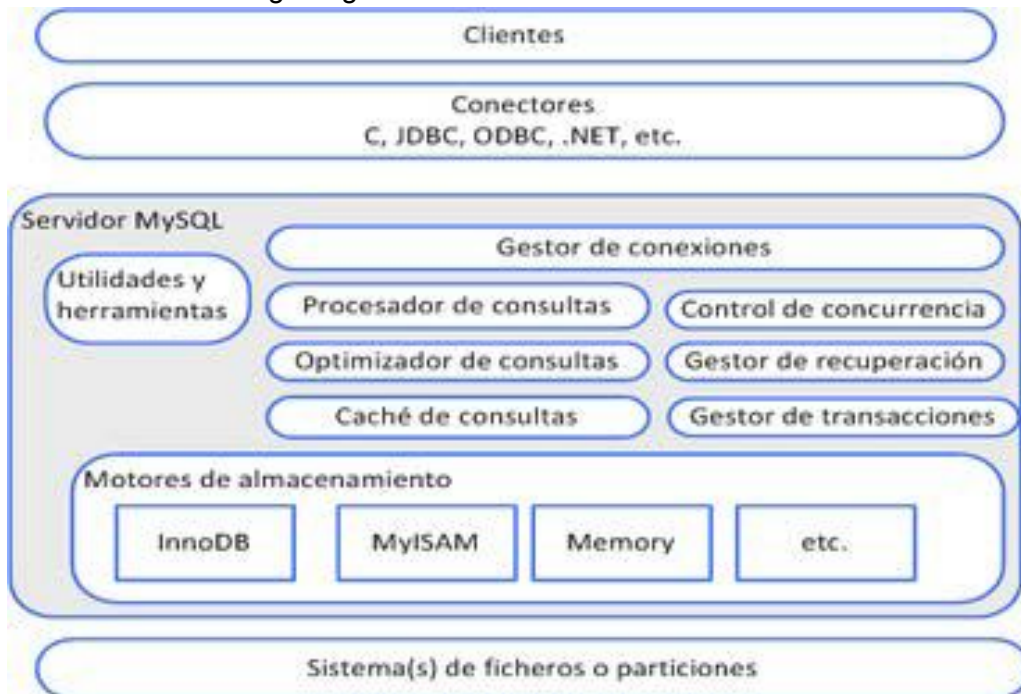 Clientes
Conectores
C, JDBC, ODBC, .NET, etc.
Servidor MySQL
Utilidades y
herramientas
Gestor de conexiones
Procesador de consultas
Control de concurrencia
Optimizador de consultas
Gestor de recuperación
Caché de consultas
Gestor de transacciones
Motores de almacenamiento
InnoDB
MyISAM
Memory
etc.
Sistema(s) de ficheros o particiones